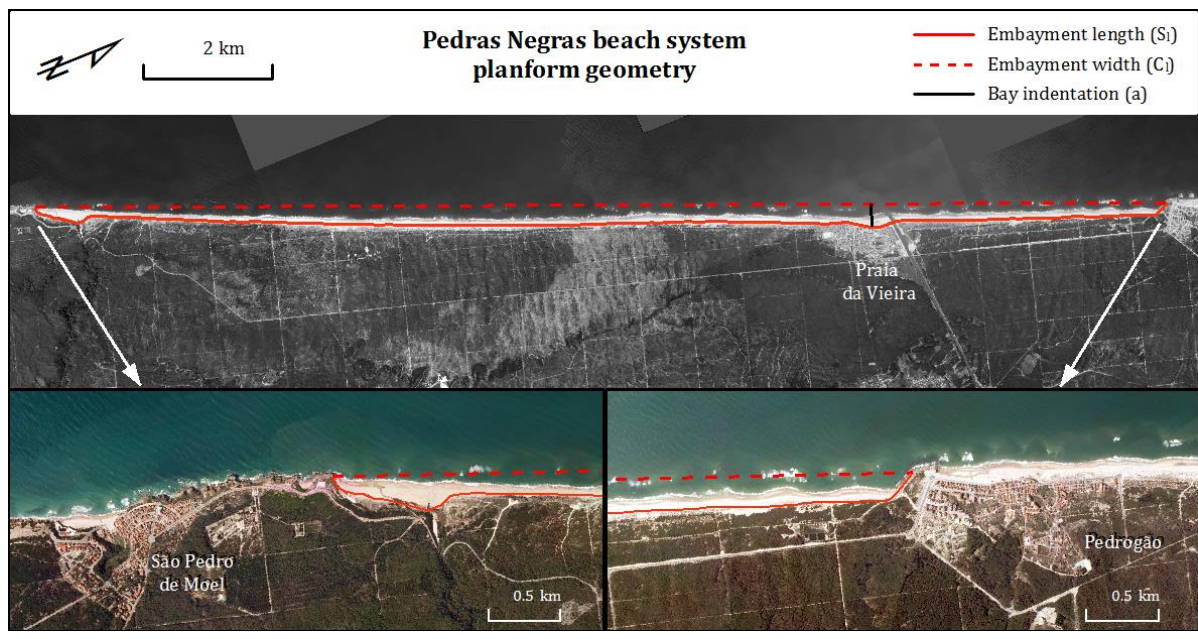 2 km
Pedras Negras beach system
planform geometry
Embayment length (Sl)
Embayment width (Cl)
Bay indentation (a)
N
Praia
da Vieira
São Pedro
de Moel
0.5 km
Pedrogão
0.5 km